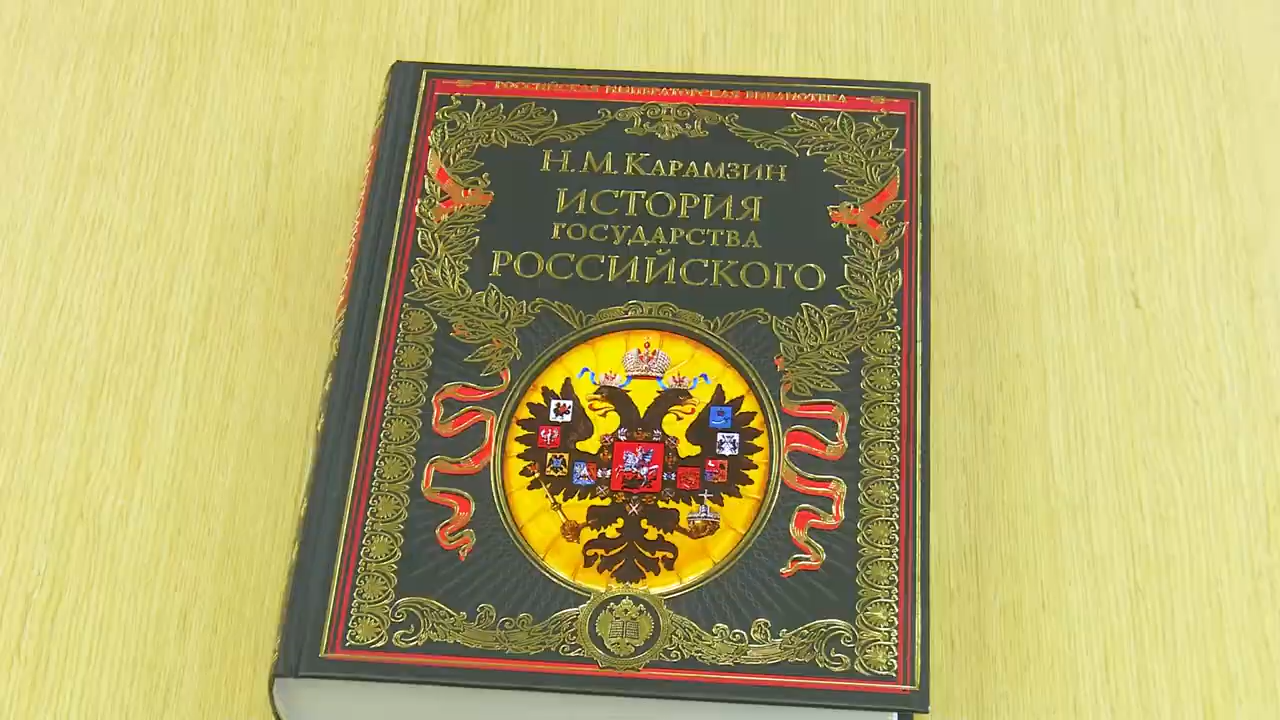 РОССИЙСКАЯ ИМПЕРАТОРСКАЯ БИБЛИОТЕКА
Н.М. КАРАМЗИН
ИСТОРИЯ
ГОСУДАРСТВА
РОССИЙСКОГО